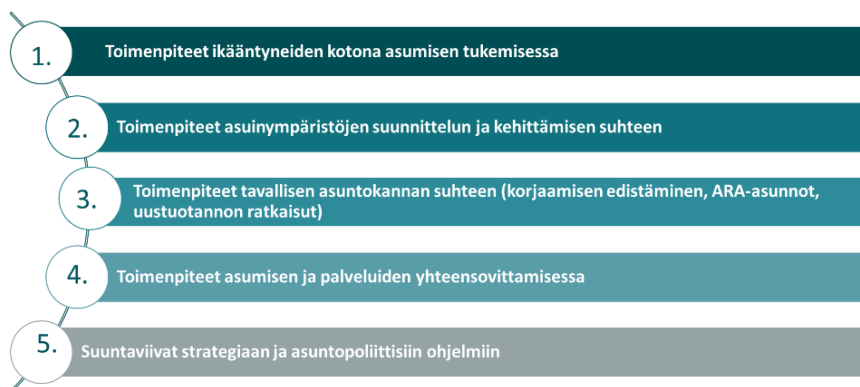 1.
Toimenpiteet ikääntyneiden kotona asumisen tukemisessa
2.
Toimenpiteet asuinympäristöjen suunnittelun ja kehittämisen suhteen
3.
Toimenpiteet tavallisen asuntokannan suhteen (korjaamisen edistäminen, ARA-asunnot,
uustuotannon ratkaisut)
4.
Toimenpiteet asumisen ja palveluiden yhteensovittamisessa
5.
Suuntaviivat strategiaan ja asuntopoliittisiin ohjelmiin